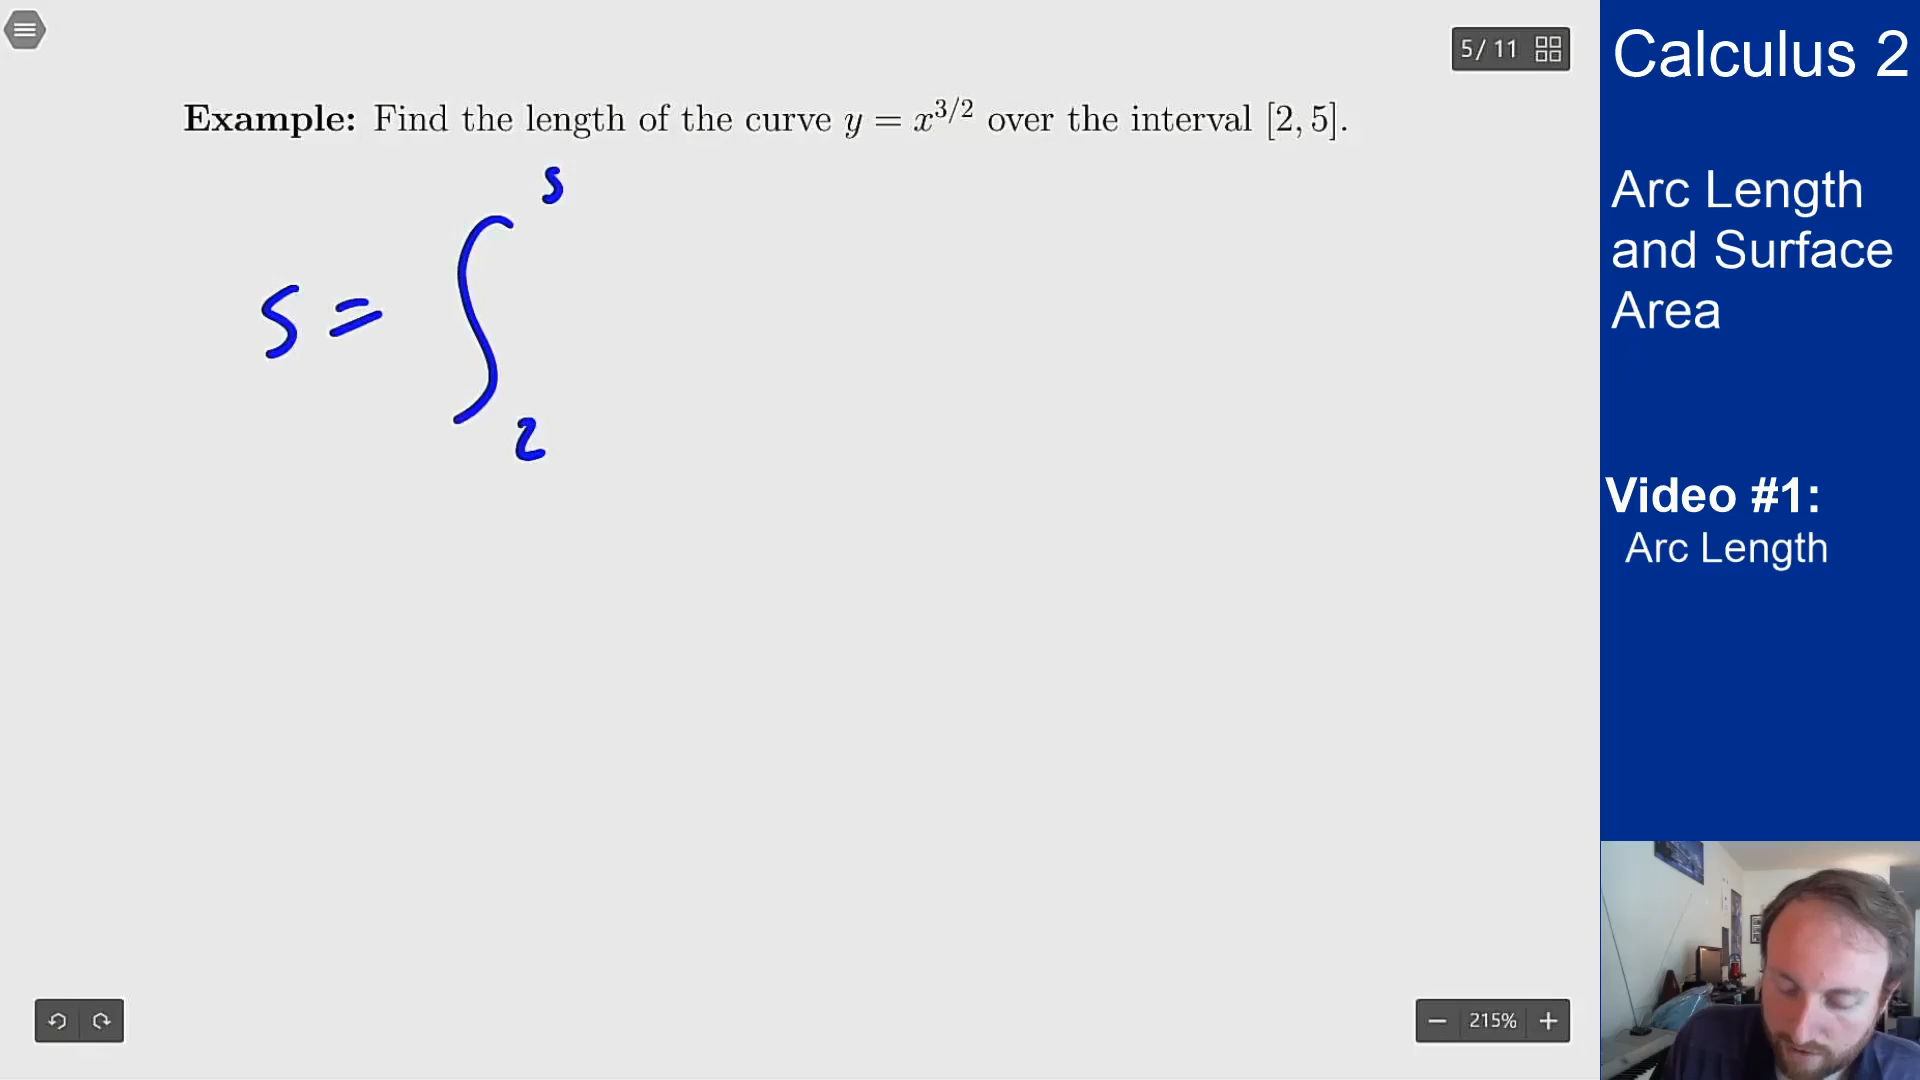 5 / 11
Example: Find the length of the curve y = x^{3/2} over the interval [2, 5].
s = ∫_2^5
215%
Calculus 2
Arc Length
and Surface
Area
Video #1:
Arc Length